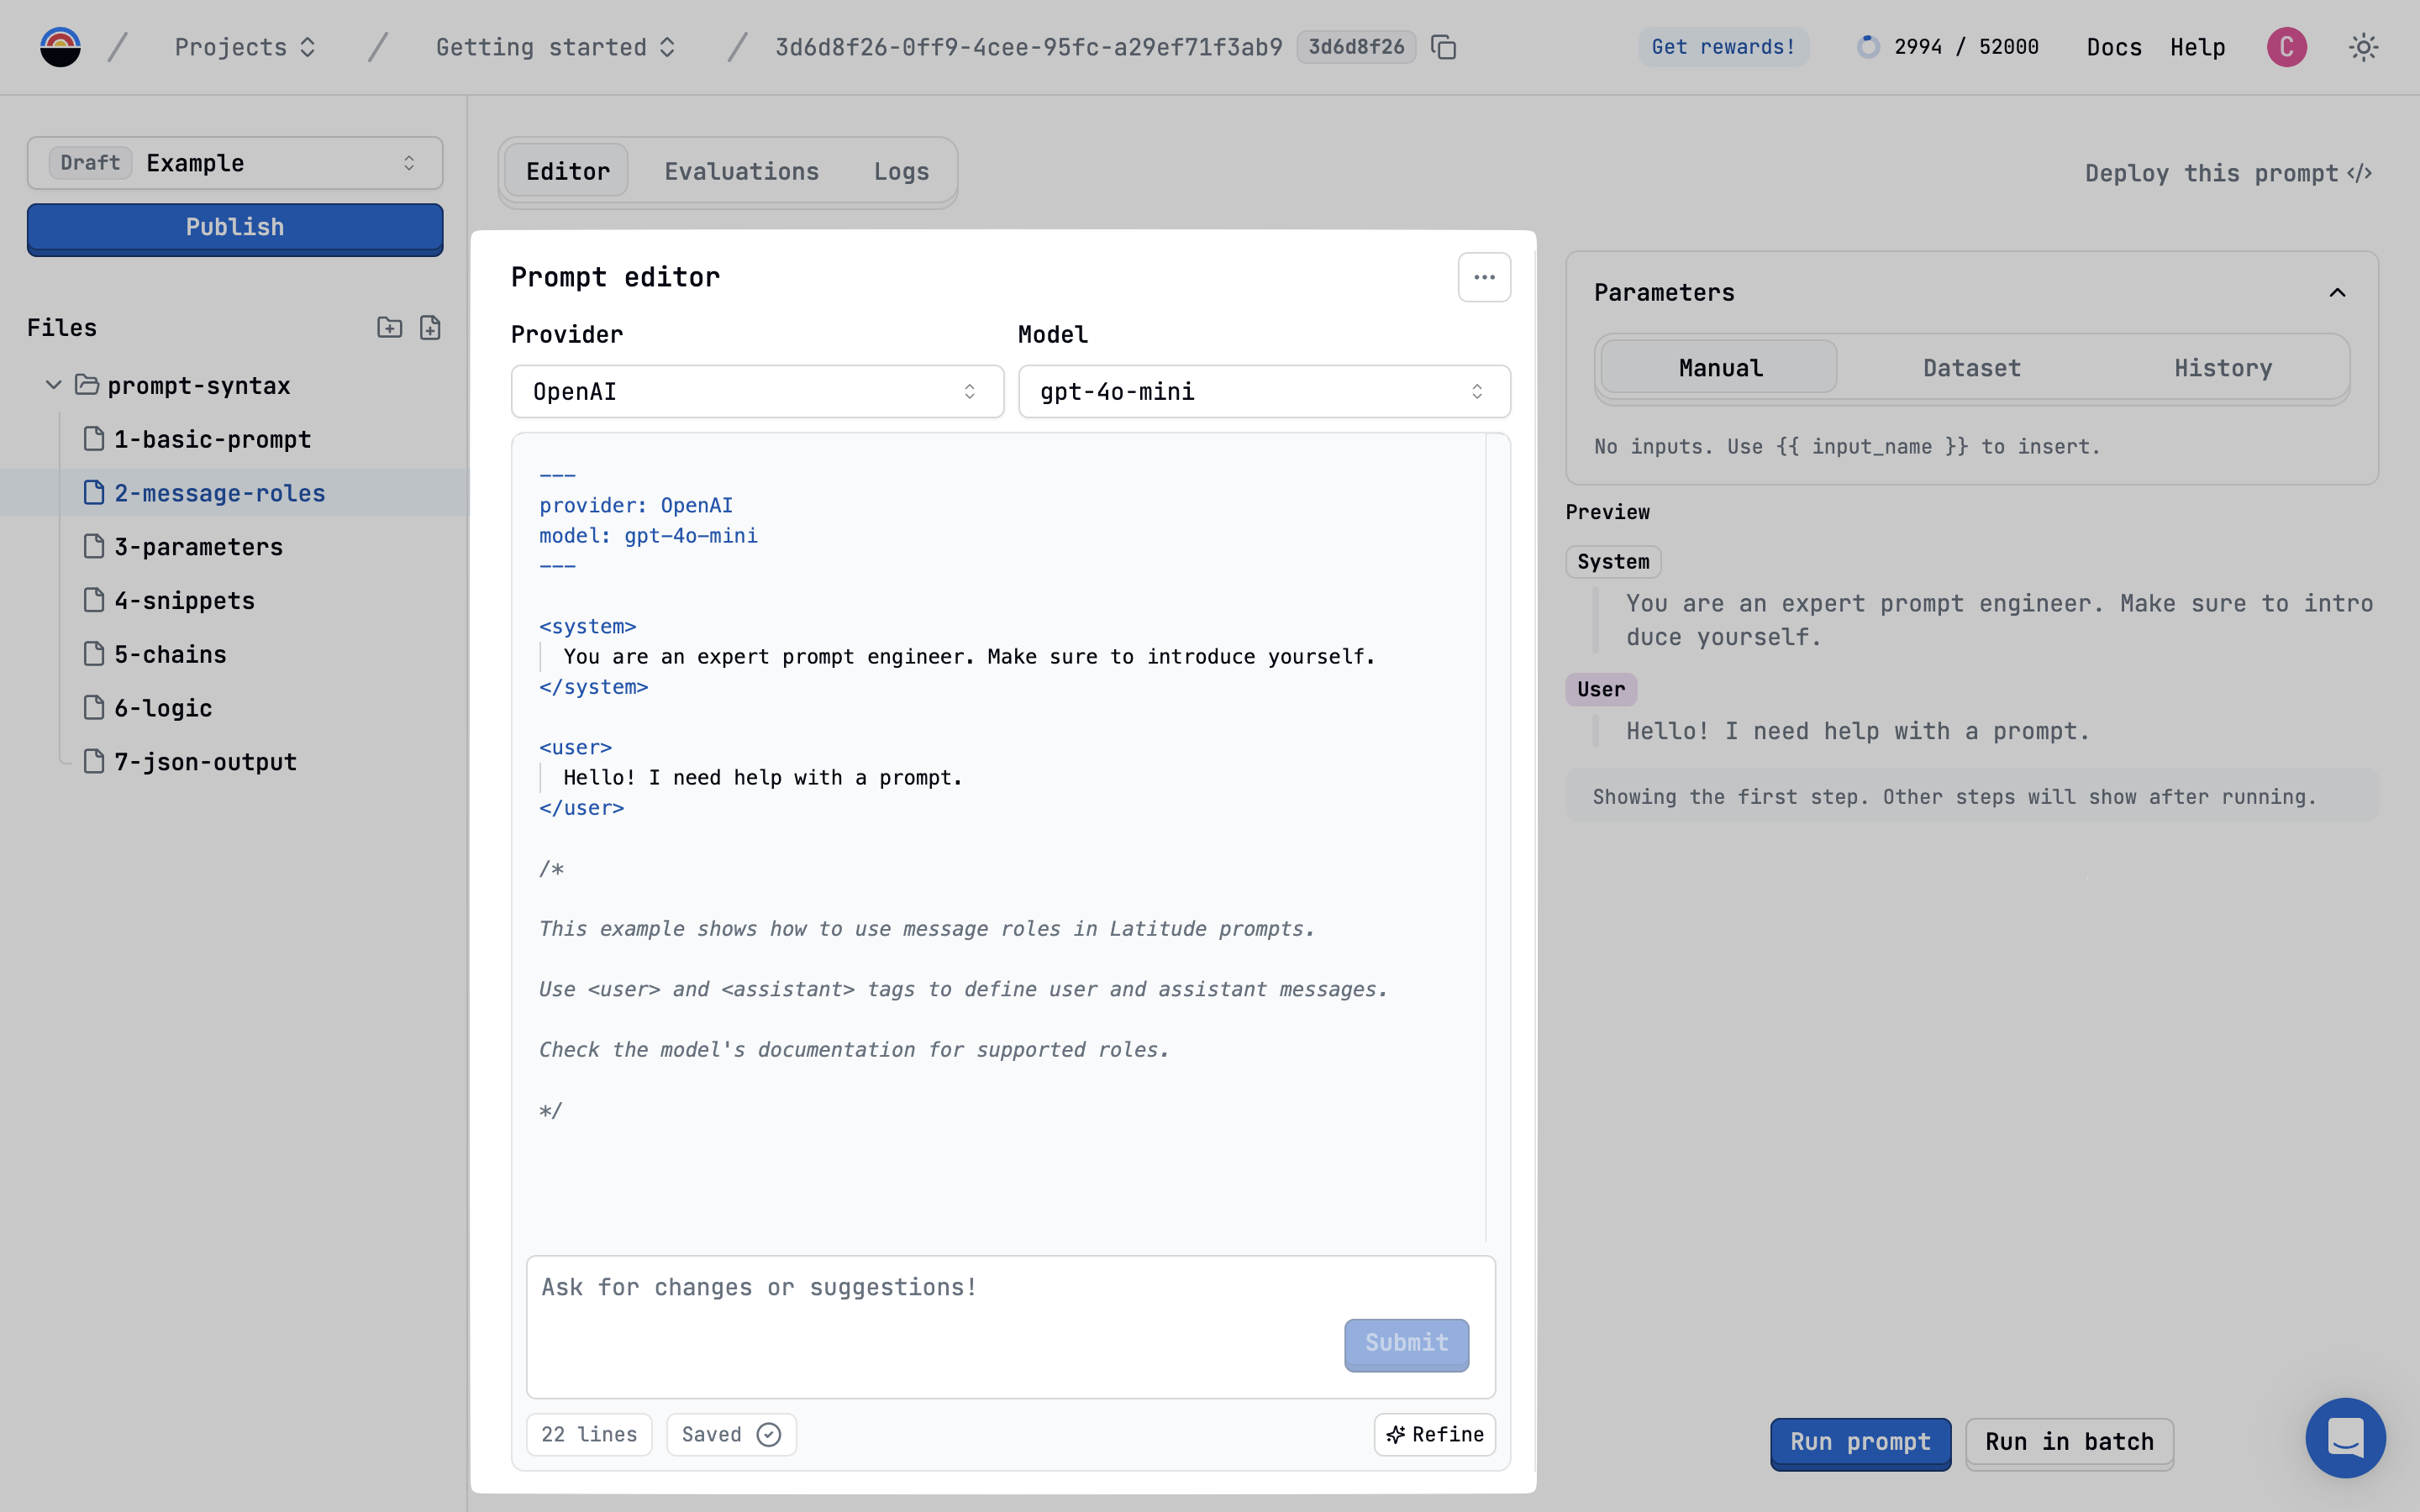 / Projects / Getting started / 3d6d8f26-0ff9-4cee-95fc-a29ef71f3ab9 3d6d8f26 Get rewards! 2994 / 52000 Docs Help C
Draft Example
Publish
Files
prompt-syntax
1-basic-prompt
2-message-roles
3-parameters
4-snippets
5-chains
6-logic
7-json-output
Editor Evaluations Logs
Deploy this prompt </>
Prompt editor
...
Provider Model
OpenAI gpt-4o-mini
---
provider: OpenAI
model: gpt-4o-mini
---
<system>
You are an expert prompt engineer. Make sure to introduce yourself.
</system>
<user>
Hello! I need help with a prompt.
</user>
/*
This example shows how to use message roles in Latitude prompts.
Use <user> and <assistant> tags to define user and assistant messages.
Check the model's documentation for supported roles.
*/
Ask for changes or suggestions!
Submit
22 lines Saved Refine
Parameters
Manual Dataset History
No inputs. Use {{ input_name }} to insert.
Preview
System
You are an expert prompt engineer. Make sure to intro
duce yourself.
User
Hello! I need help with a prompt.
Showing the first step. Other steps will show after running.
Run prompt Run in batch